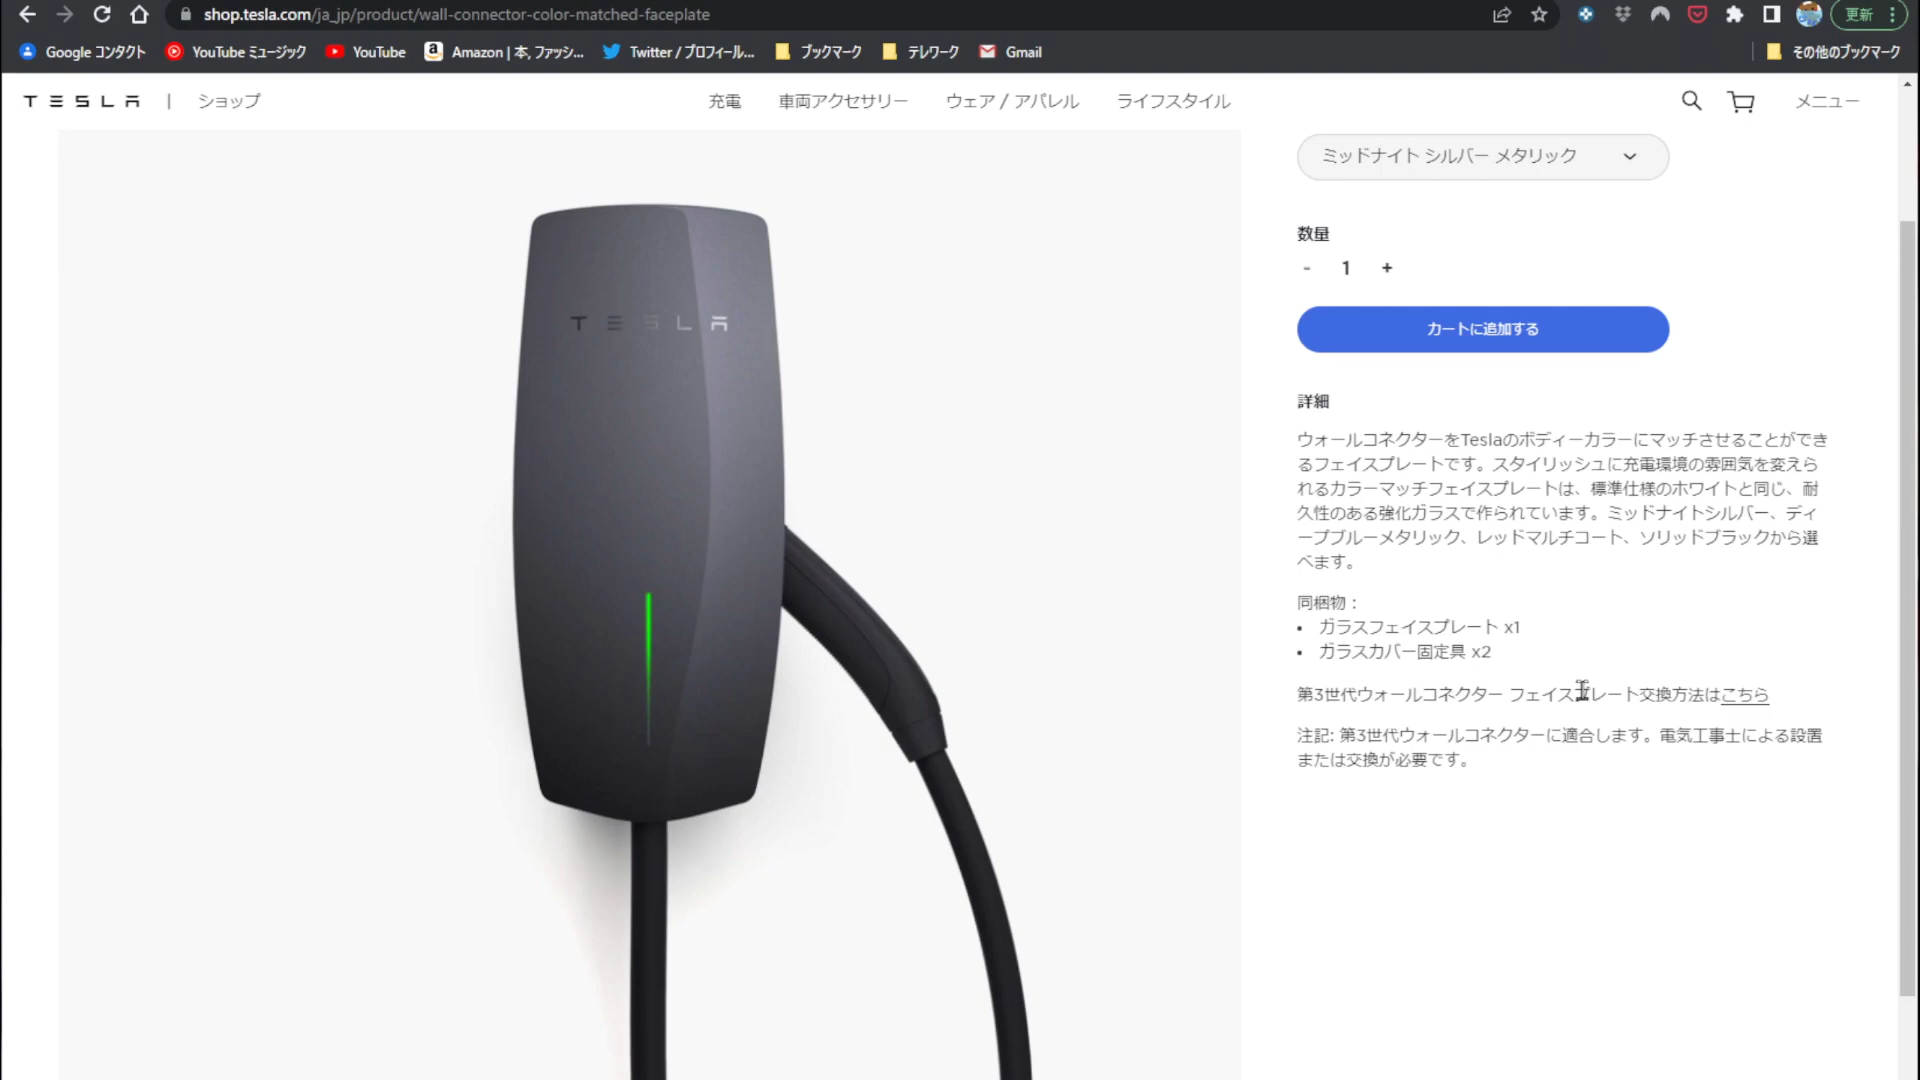 shop.tesla.com/ja_jp/product/wall-connector-color-matched-faceplate
更新
Google コンタクト
YouTube ミュージック
YouTube
Amazon | 本, ファッシ...
Twitter / プロフィール...
ブックマーク
テレワーク
Gmail
その他のブックマーク
TESLA | ショップ
充電
車両アクセサリー
ウェア / アパレル
ライフスタイル
メニュー
ミッドナイト シルバー メタリック
数量
- 1 +
カートに追加する
TESLA
詳細
ウォールコネクターをTeslaのボディーカラーにマッチさせることができ
るフェイスプレートです。スタイリッシュに充電環境の雰囲気を変えら
れるカラーマッチフェイスプレートは、標準仕様のホワイトと同じ、耐
久性のある強化ガラスで作られています。ミッドナイトシルバー、ディ
ープブルーメタリック、レッドマルチコート、ソリッドブラックから選
べます。
同梱物：
• ガラスフェイスプレート x1
• ガラスカバー固定具 x2
第3世代ウォールコネクター フェイスプレート交換方法はこちら
注記: 第3世代ウォールコネクターに適合します。電気工事士による設置
または交換が必要です。